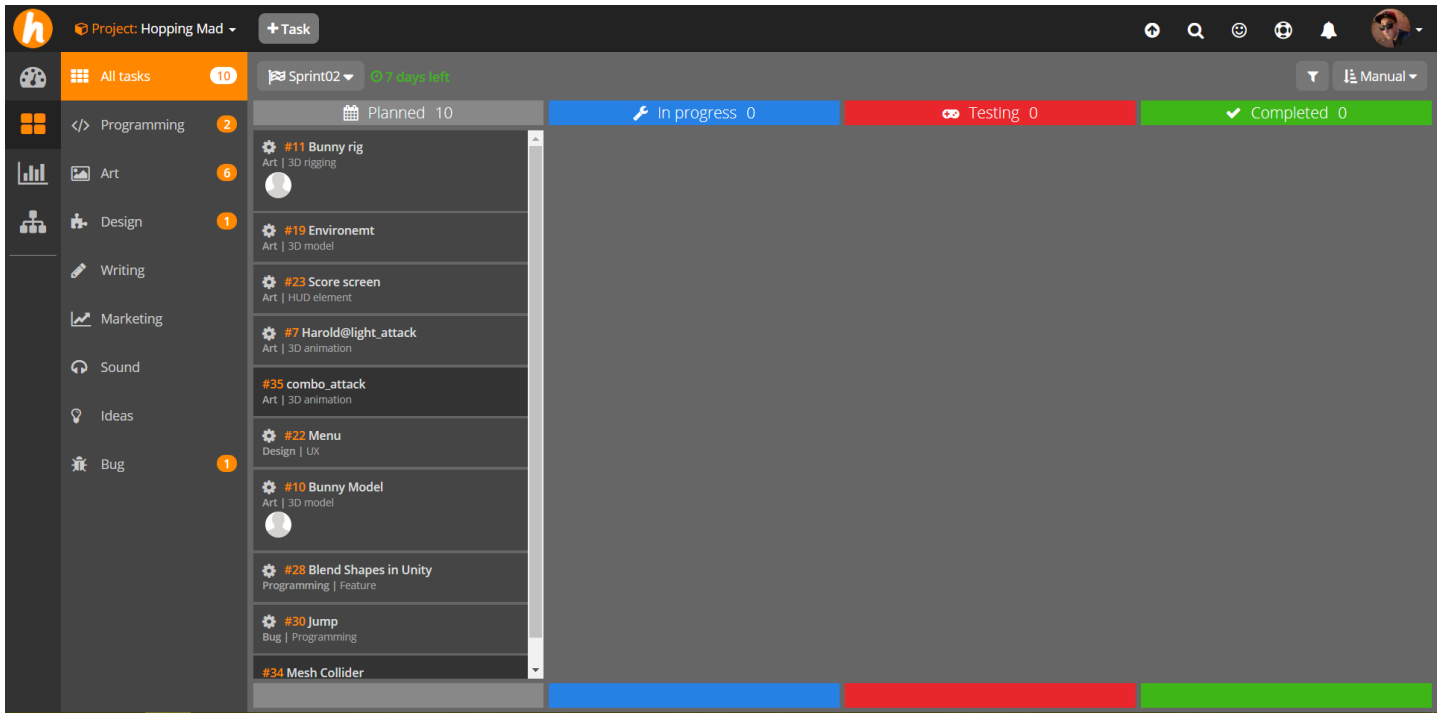 h
Project: Hopping Mad
+Task
All tasks 10
Programming 2
Art 6
Design 1
Writing
Marketing
Sound
Ideas
Bug 1
Sprint02
7 days left
Manual
Planned 10
In progress 0
Testing 0
Completed 0
#11 Bunny rig
Art | 3D rigging
#19 Environemt
Art | 3D model
#23 Score screen
Art | HUD element
#7 Harold@light_attack
Art | 3D animation
#35 combo_attack
Art | 3D animation
#22 Menu
Design | UX
#10 Bunny Model
Art | 3D model
#28 Blend Shapes in Unity
Programming | Feature
#30 Jump
Bug | Programming
#34 Mesh Collider